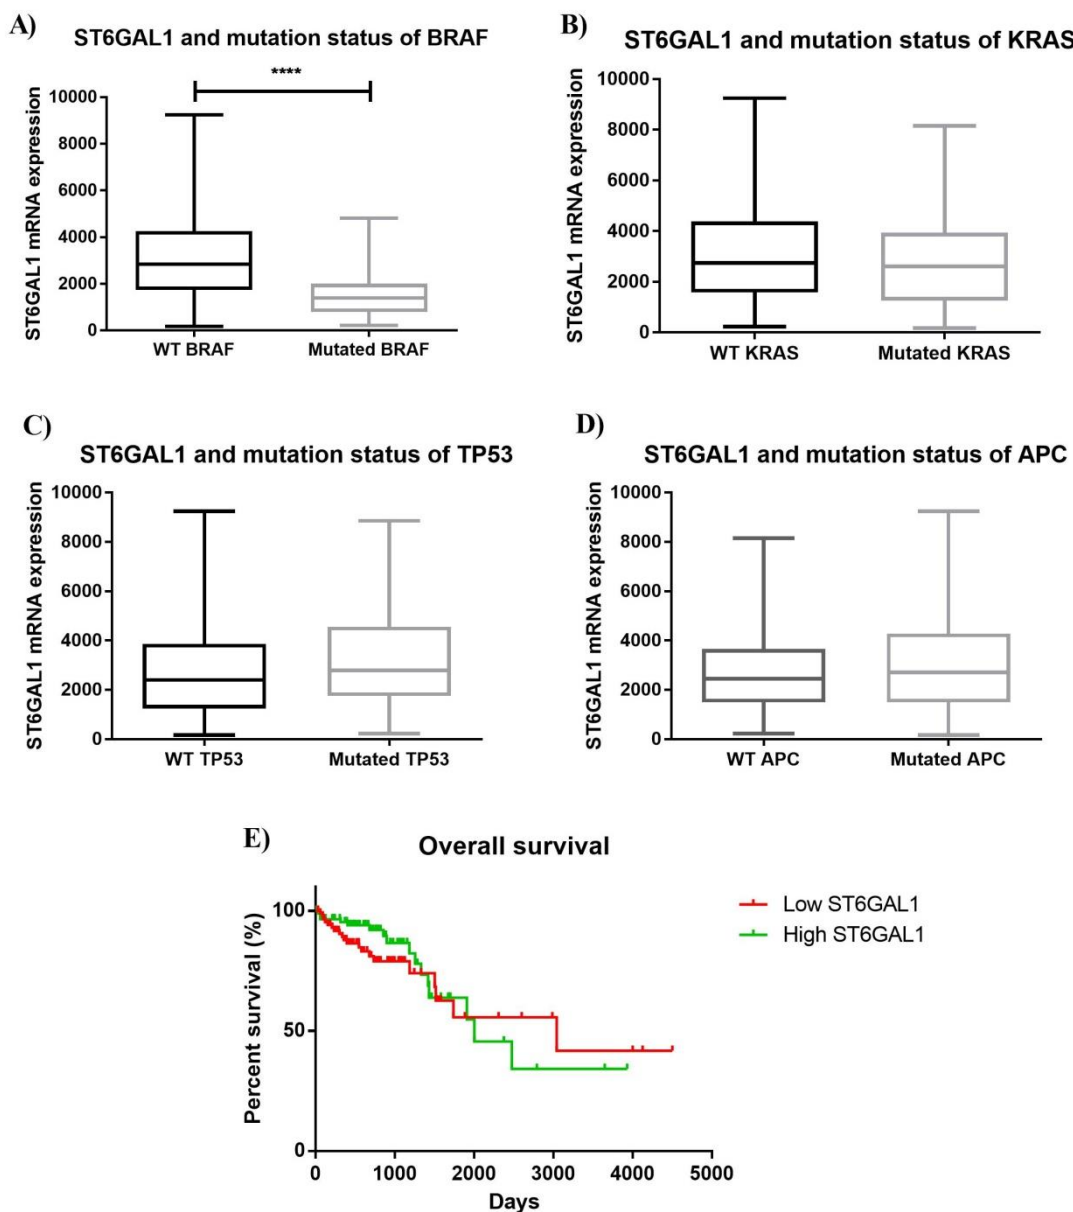 A)
ST6GAL1 and mutation status of BRAF
****
ST6GAL1 mRNA expression
10000
8000
6000
4000
2000
0
WT BRAF Mutated BRAF
B)
ST6GAL1 and mutation status of KRAS
ST6GAL1 mRNA expression
10000
8000
6000
4000
2000
0
WT KRAS Mutated KRAS
C)
ST6GAL1 and mutation status of TP53
ST6GAL1 mRNA expression
10000
8000
6000
4000
2000
0
WT TP53 Mutated TP53
D)
ST6GAL1 and mutation status of APC
ST6GAL1 mRNA expression
10000
8000
6000
4000
2000
0
WT APC Mutated APC
E)
Overall survival
Percent survival (%)
100
50
0
0 1000 2000 3000 4000 5000
Days
Low ST6GAL1
High ST6GAL1